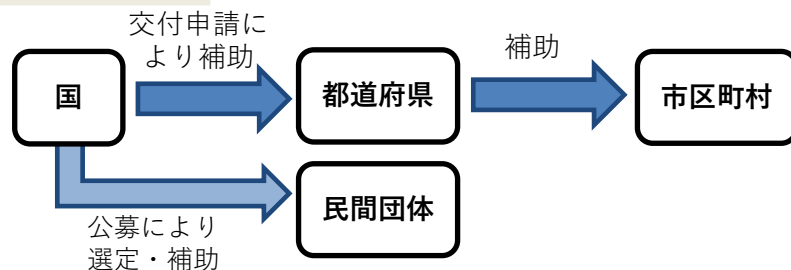 交付申請に
より補助
国
都道府県
補助
市区町村
民間団体
公募により
選定・補助